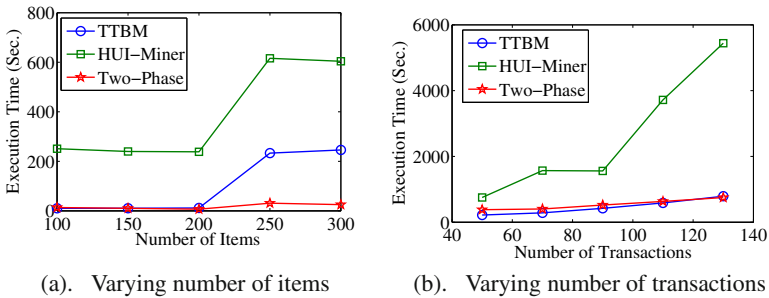 800
600
400
200
0
Execution Time (Sec.)
TTBM
HUI−Miner
Two−Phase
100
150
200
250
300
Number of Items
(a). Varying number of items
6000
4000
2000
0
Execution Time (Sec.)
TTBM
HUI−Miner
Two−Phase
40
60
80
100
120
140
Number of Transactions
(b). Varying number of transactions